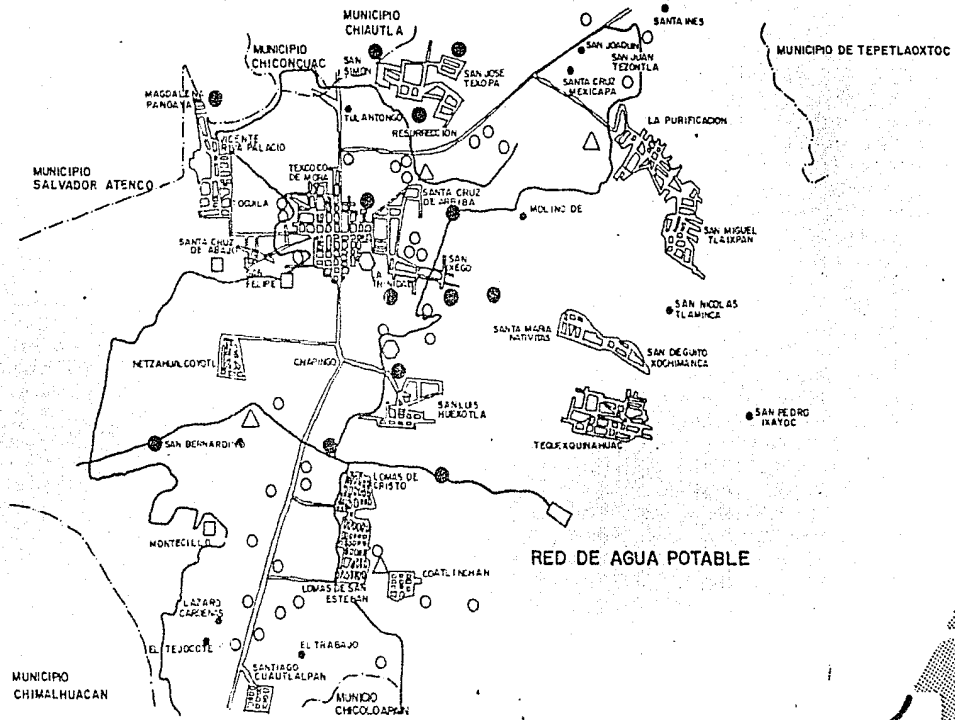 MUNICIPIO
CHIAUTLA
SANTA INES
MUNICIPIO
CHICONCUAC
SAN JOAQUIN
SAN JUAN
TEZONTLA
MUNICIPIO DE TEPETLAOXTOC
SAN
SIMON
SAN JOSE
TEXOPA
SANTA CRUZ
MEXICAPA
MAGDALENA
PANOAYA
TULANTONGO
RESURRECCION
LA PURIFICACION
VICENTE
RIVA PALACIO
MUNICIPIO
SALVADOR ATENCO
TEXCOCO
DE MORA
SANTA CRUZ
DE ARRIBA
MOLINO DE
SAN MIGUEL
TLAIXPAN
SANTA CRUZ
DE ABAJO
SAN
FELIPE
LA
TRINIDAD
SAN
DIEGO
SAN NICOLAS
TLAMINCA
SANTA MARIA
NATIVITAS
SAN DIEGUITO
XOCHIMANCA
NETZAHUALCOYOTL
CHAPINGO
SAN LUIS
HUEXOTLA
SAN PEDRO
IXAYOC
TEQUEXQUINAHUAC
SAN BERNARDINO
LOMAS DE
CRISTO
MONTECILLO
RED DE AGUA POTABLE
COATLINCHAN
LOMAS DE SAN
ESTEBAN
LAZARO
CARDENAS
EL TEJOCOTE
EL TRABAJO
SANTIAGO
CUAUTLALPAN
MUNICIPIO
CHIMALHUACAN
MUNICIO
CHICOLOAPAN